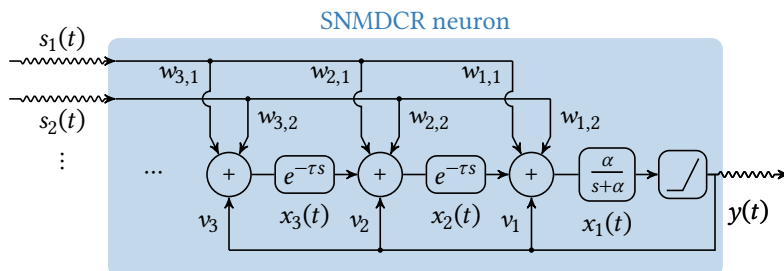 SNMDCR neuron
s₁(t)
w₃,₁ w₂,₁ w₁,₁
s₂(t) w₃,₂ w₂,₂ w₁,₂
⋮ ... + e^{−τs} + e^{−τs} + α/(s+α)
v₃ x₃(t) v₂ x₂(t) v₁ x₁(t) y(t)